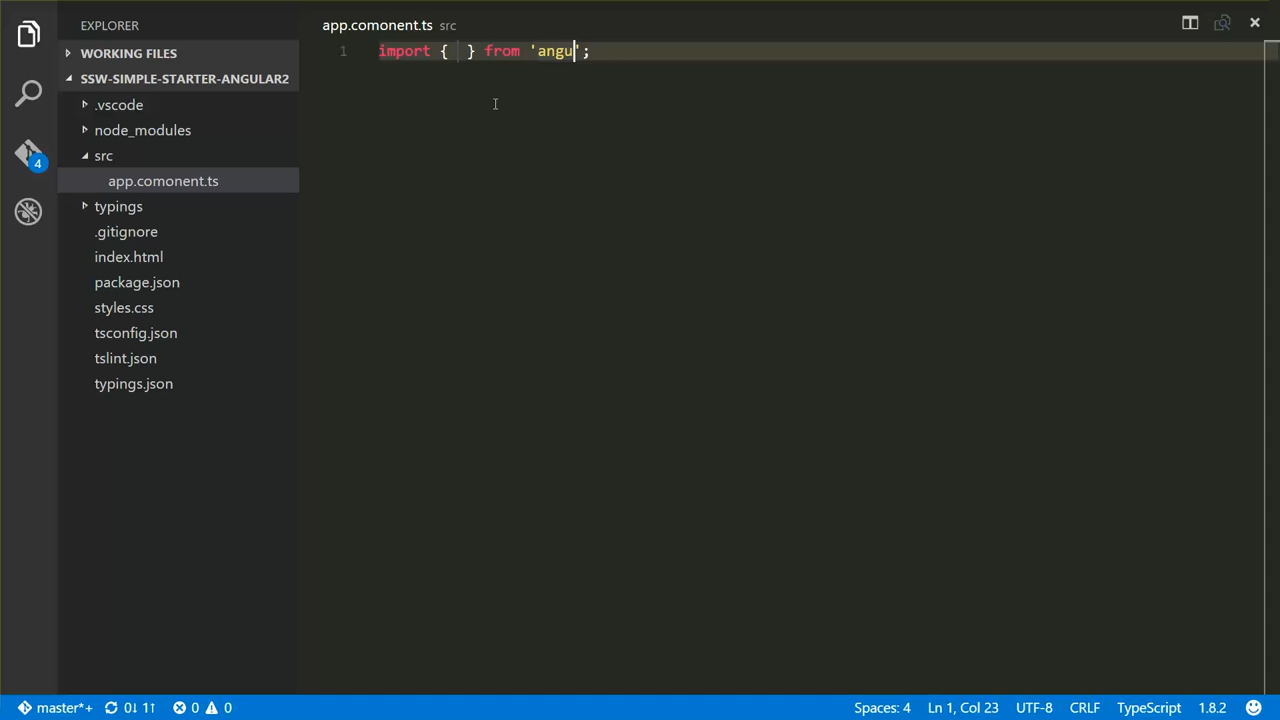 EXPLORER
WORKING FILES
SSW-SIMPLE-STARTER-ANGULAR2
.vscode
node_modules
src
app.comonent.ts
typings
.gitignore
index.html
package.json
styles.css
tsconfig.json
tslint.json
typings.json
4
app.comonent.ts src
1 import { } from 'angu';
master*+ 0↓ 1↑ 0 0
Spaces: 4 Ln 1, Col 23 UTF-8 CRLF TypeScript 1.8.2